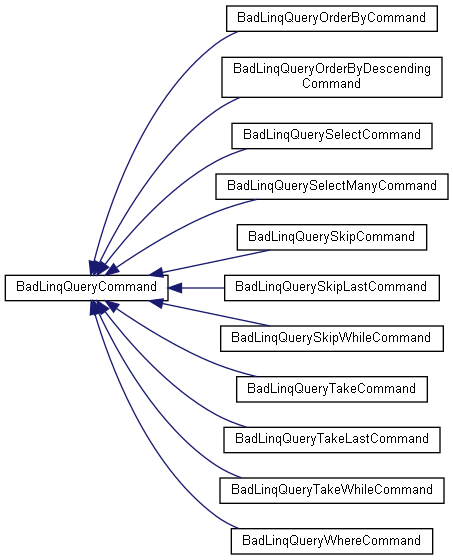 BadLinqQueryOrderByCommand
BadLinqQueryOrderByDescending
Command
BadLinqQuerySelectCommand
BadLinqQuerySelectManyCommand
BadLinqQuerySkipCommand
BadLinqQueryCommand
BadLinqQuerySkipLastCommand
BadLinqQuerySkipWhileCommand
BadLinqQueryTakeCommand
BadLinqQueryTakeLastCommand
BadLinqQueryTakeWhileCommand
BadLinqQueryWhereCommand